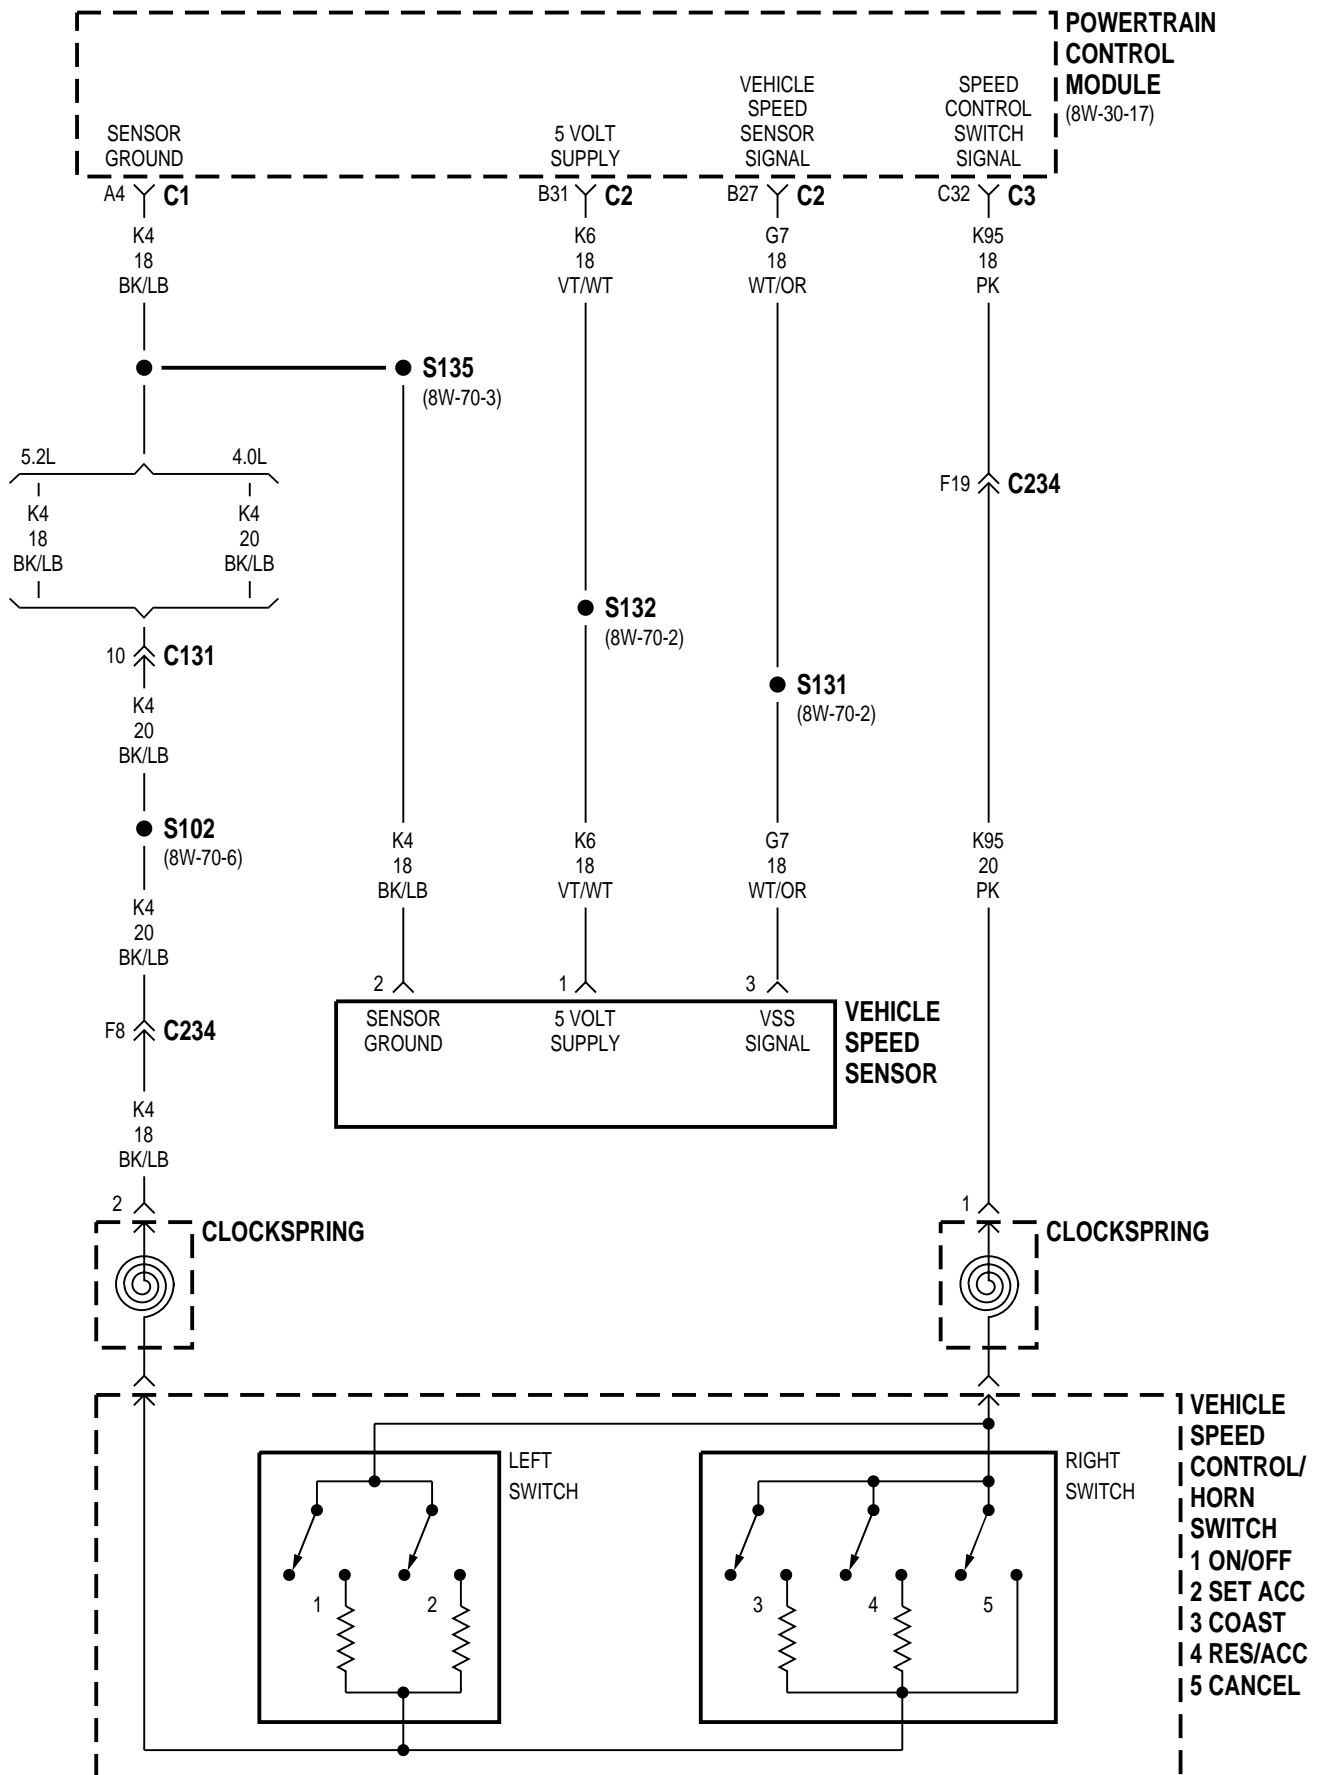 POWERTRAIN
CONTROL
MODULE
(8W-30-17)
SENSOR
GROUND
5 VOLT
SUPPLY
VEHICLE
SPEED
SENSOR
SIGNAL
SPEED
CONTROL
SWITCH
SIGNAL
A4 C1
B31 C2
B27 C2
C32 C3
K4
18
BK/LB
K6
18
VT/WT
G7
18
WT/OR
K95
18
PK
S135
(8W-70-3)
5.2L
4.0L
K4
18
BK/LB
K4
20
BK/LB
F19 C234
S132
(8W-70-2)
10 C131
S131
(8W-70-2)
K4
20
BK/LB
S102
(8W-70-6)
K4
18
BK/LB
K6
18
VT/WT
G7
18
WT/OR
K95
20
PK
K4
20
BK/LB
2
1
3
SENSOR
GROUND
5 VOLT
SUPPLY
VSS
SIGNAL
VEHICLE
SPEED
SENSOR
F8 C234
K4
18
BK/LB
2
CLOCKSPRING
1
CLOCKSPRING
LEFT
SWITCH
RIGHT
SWITCH
1
2
3
4
5
VEHICLE
SPEED
CONTROL/
HORN
SWITCH
1 ON/OFF
2 SET ACC
3 COAST
4 RES/ACC
5 CANCEL